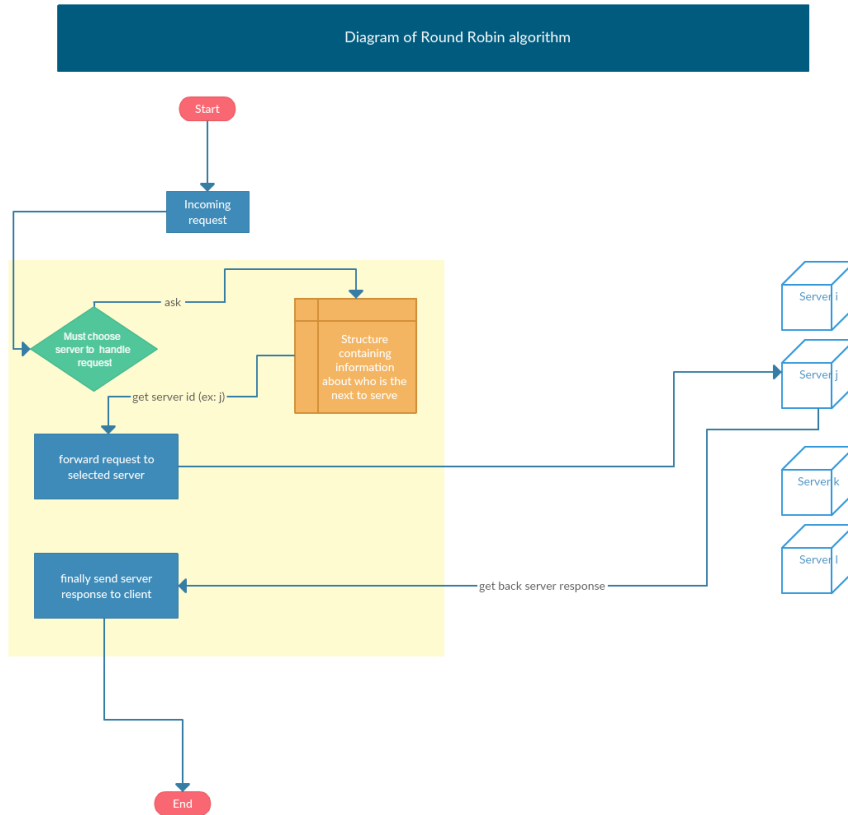 Diagram of Round Robin algorithm
Start
Incoming
request
ask
Must choose
server to handle
request
Structure
containing
information
about who is the
next to serve
get server id (ex: j)
forward request to
selected server
Server i
Server j
Server k
Server l
finally send server
response to client
get back server response
End